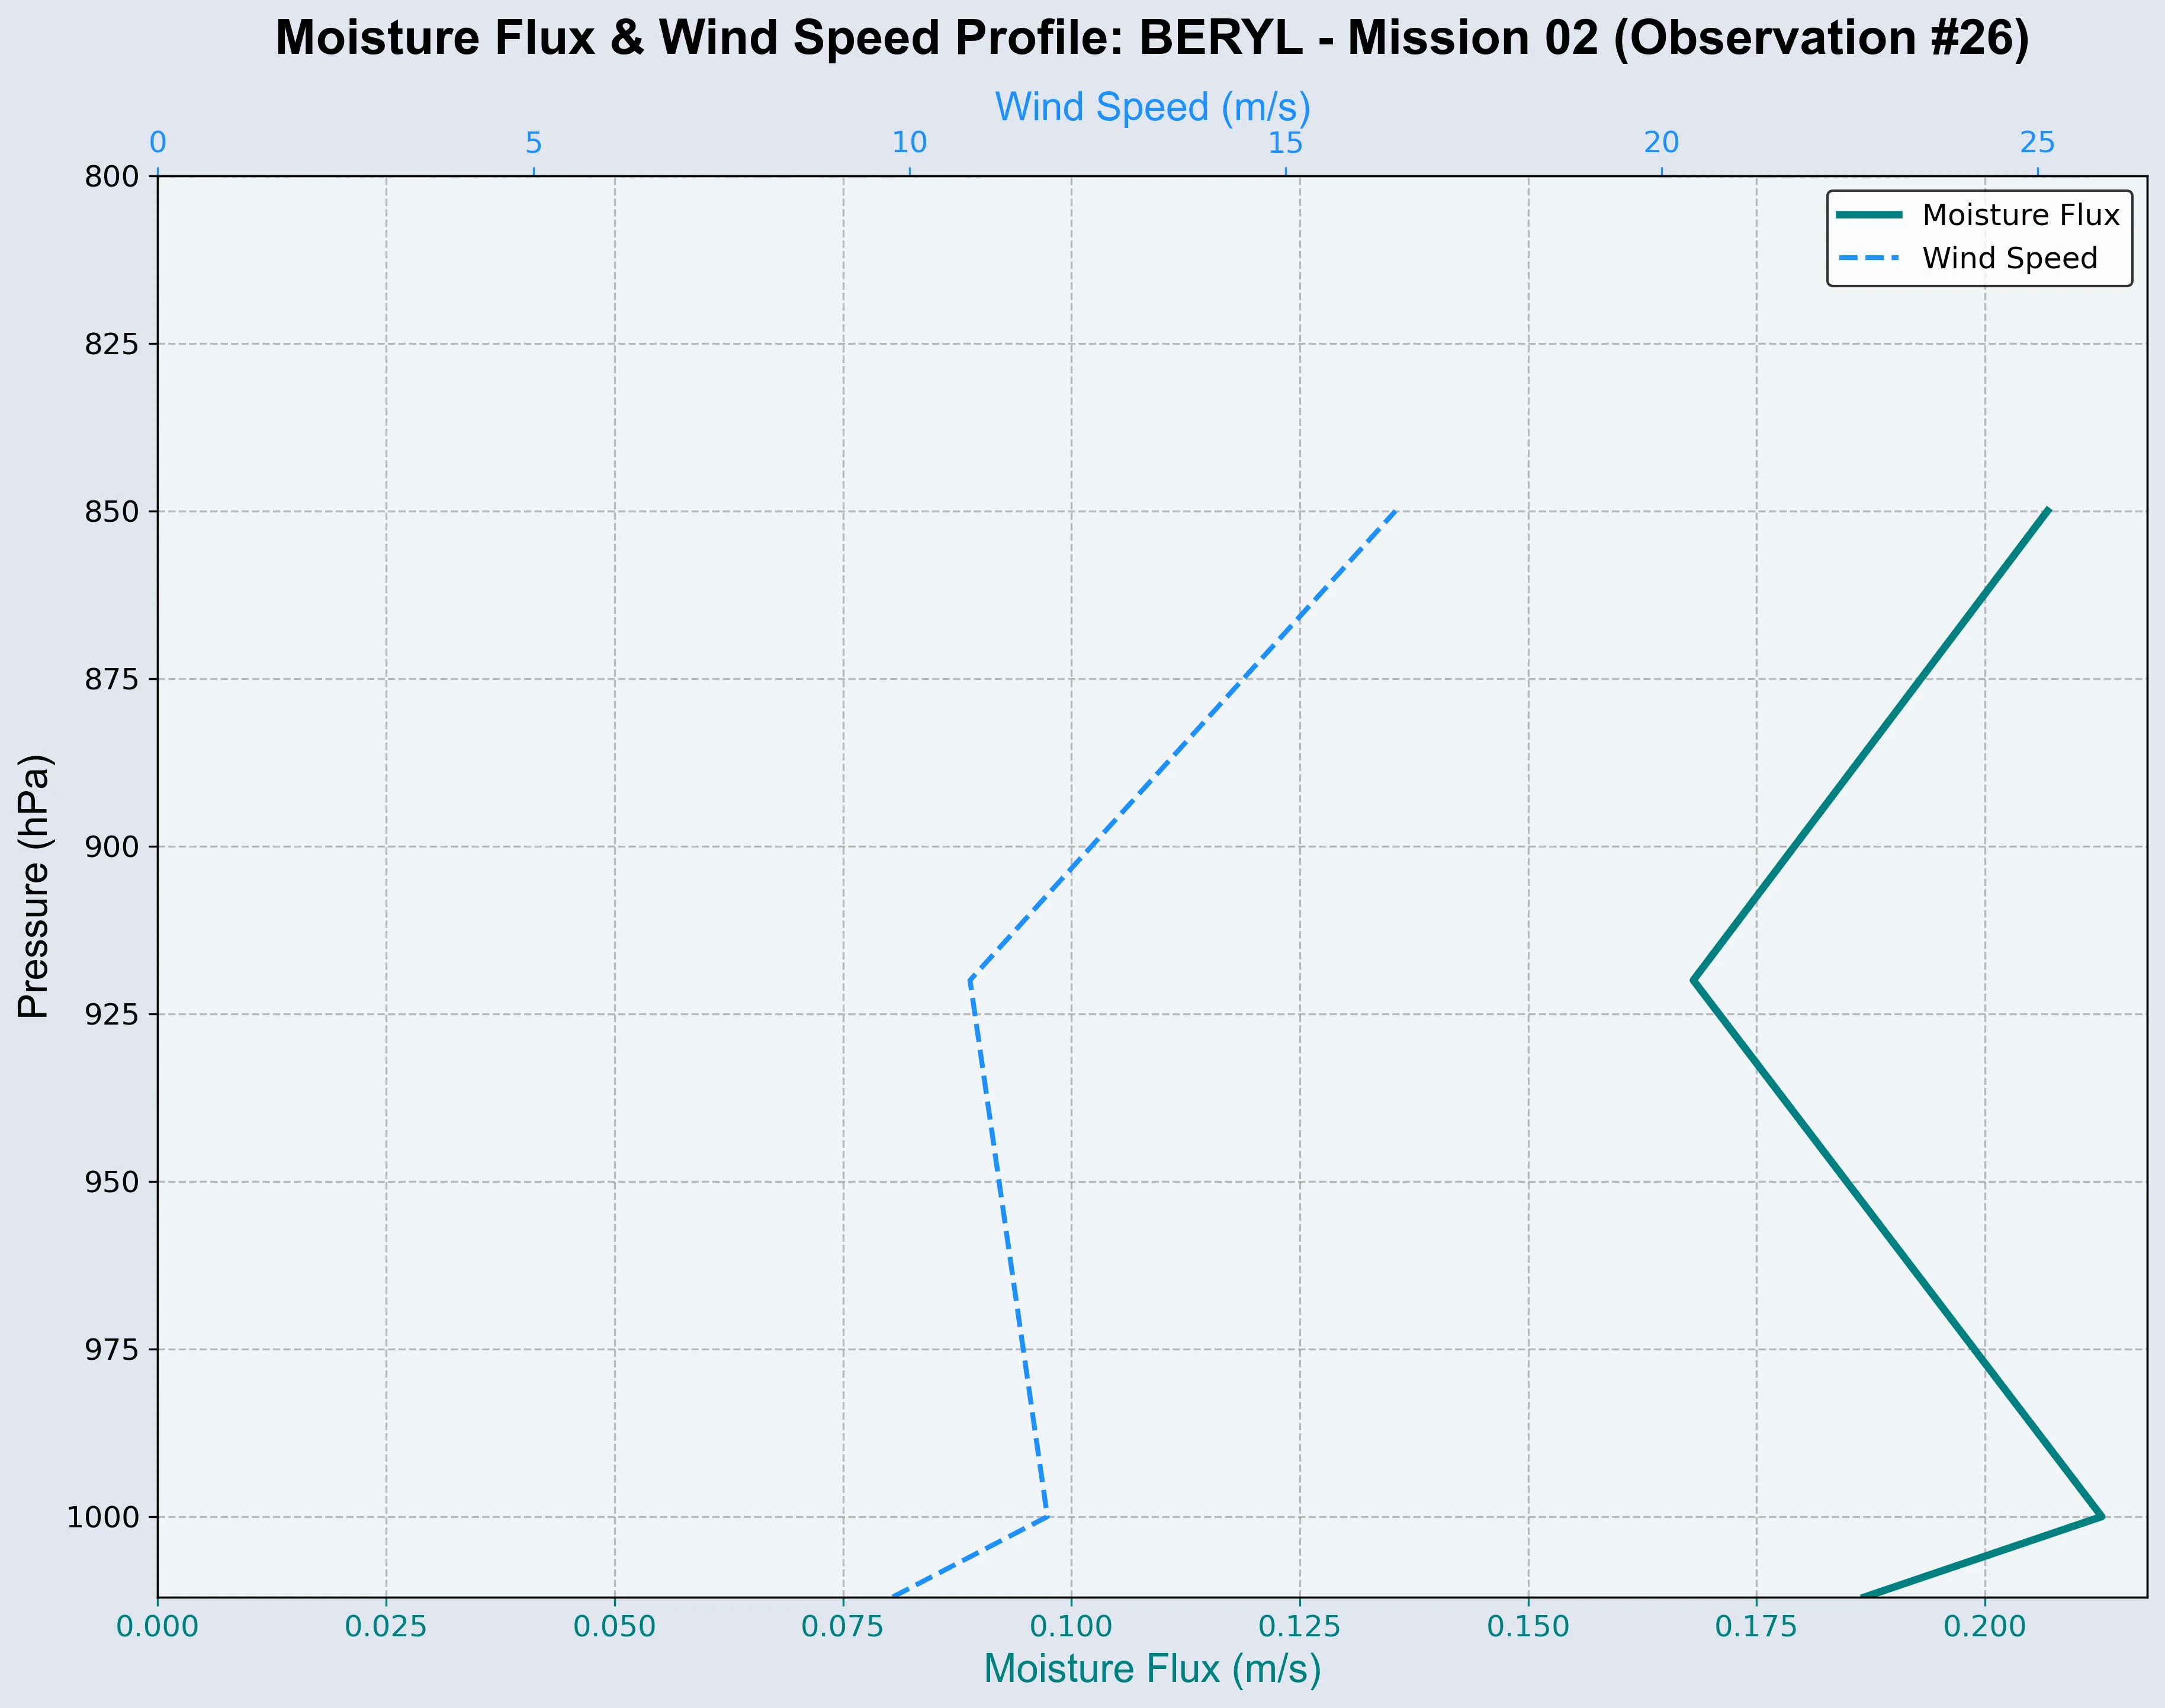 Moisture Flux & Wind Speed Profile: BERYL - Mission 02 (Observation #26)
Wind Speed (m/s)
0 5 10 15 20 25
Moisture Flux
Wind Speed
800
825
850
875
900
925
950
975
1000
Pressure (hPa)
0.000 0.025 0.050 0.075 0.100 0.125 0.150 0.175 0.200
Moisture Flux (m/s)